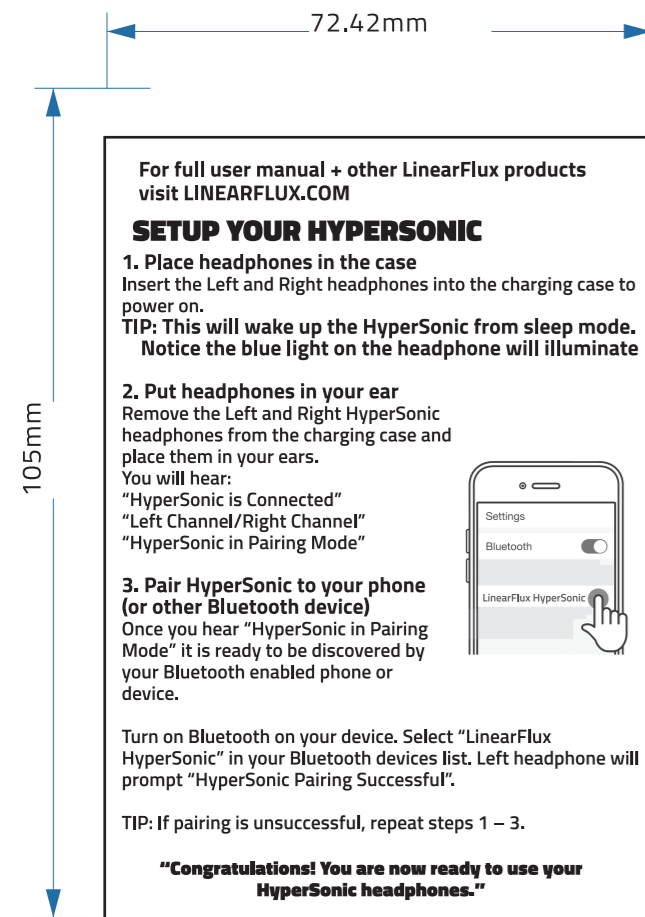 72.42mm
105mm
For full user manual + other LinearFlux products
visit LINEARFLUX.COM
SETUP YOUR HYPERSONIC
1. Place headphones in the case
Insert the Left and Right headphones into the charging case to
power on.
TIP: This will wake up the HyperSonic from sleep mode.
Notice the blue light on the headphone will illuminate
2. Put headphones in your ear
Remove the Left and Right HyperSonic
headphones from the charging case and
place them in your ears.
You will hear:
“HyperSonic is Connected”
“Left Channel/Right Channel”
“HyperSonic in Pairing Mode”
Settings
Bluetooth
LinearFlux HyperSonic
3. Pair HyperSonic to your phone
(or other Bluetooth device)
Once you hear “HyperSonic in Pairing
Mode” it is ready to be discovered by
your Bluetooth enabled phone or
device.
Turn on Bluetooth on your device. Select “LinearFlux
HyperSonic” in your Bluetooth devices list. Left headphone will
prompt “HyperSonic Pairing Successful”.
TIP: If pairing is unsuccessful, repeat steps 1 – 3.
“Congratulations! You are now ready to use your
HyperSonic headphones.”